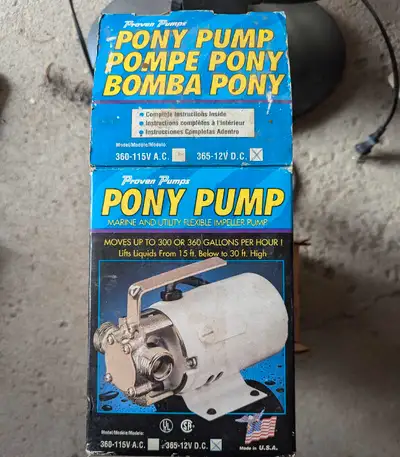 Proven Pumps
PONY PUMP
POMPE PONY
BOMBA PONY
Complete Instructions Inside
Instructions complètes à l'intérieur
Instrucciones Completas Adentro
Model/Modèle/Modelo
360-115V A.C. 365-12V D.C.
Proven Pumps
PONY PUMP
MARINE AND UTILITY FLEXIBLE IMPELLER PUMP
MOVES UP TO 300 OR 360 GALLONS PER HOUR !
Lifts Liquids From 15 ft. Below to 30 ft. High
Model/Modèle/Modelo
360-115V A.C. 365-12V D.C.
UL
Made in U.S.A.